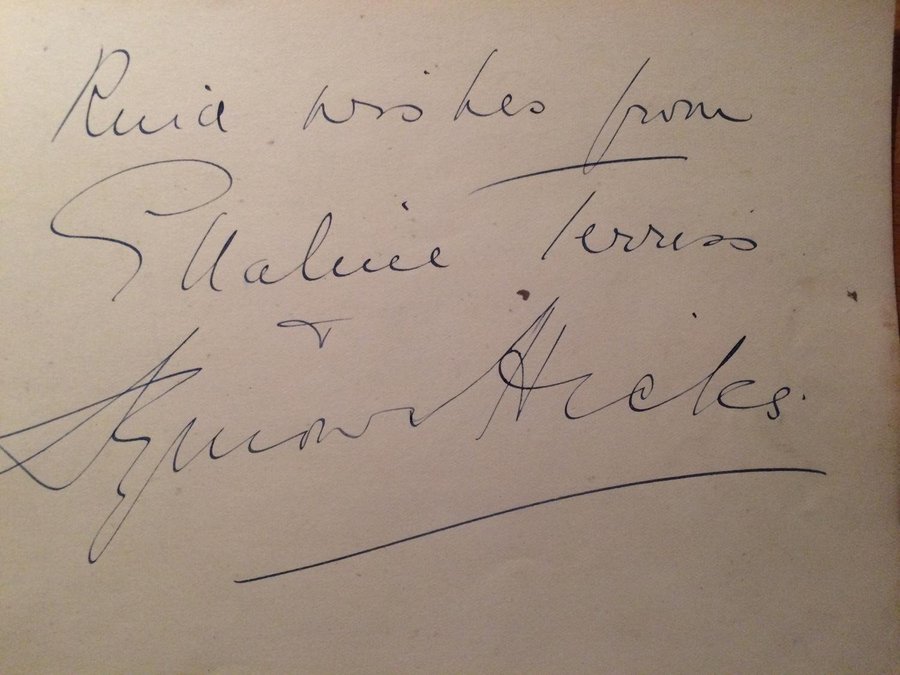 Kind wishes from
Ellaline Terriss
&
Seymour Hicks.